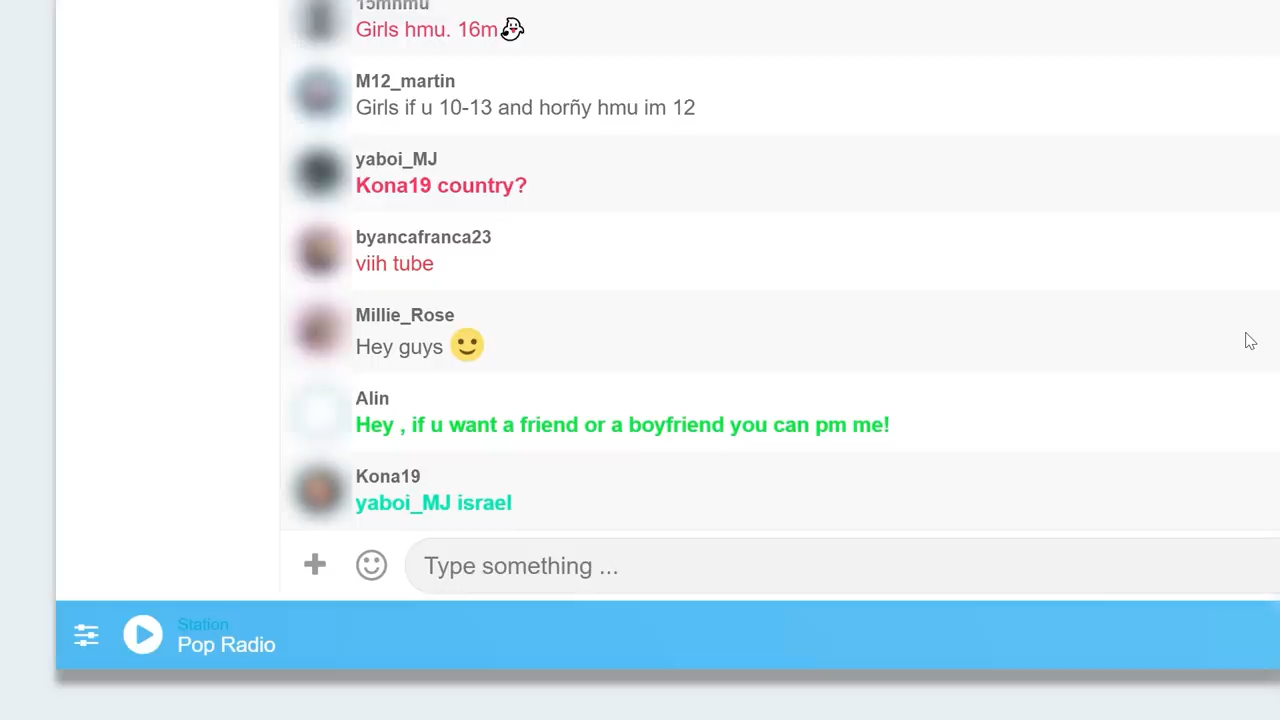 Girls hmu. 16m
M12_martin
Girls if u 10-13 and horñy hmu im 12
yaboi_MJ
Kona19 country?
byancafranca23
viih tube
Millie_Rose
Hey guys
Alin
Hey , if u want a friend or a boyfriend you can pm me!
Kona19
yaboi_MJ israel
Type something ...
Station
Pop Radio